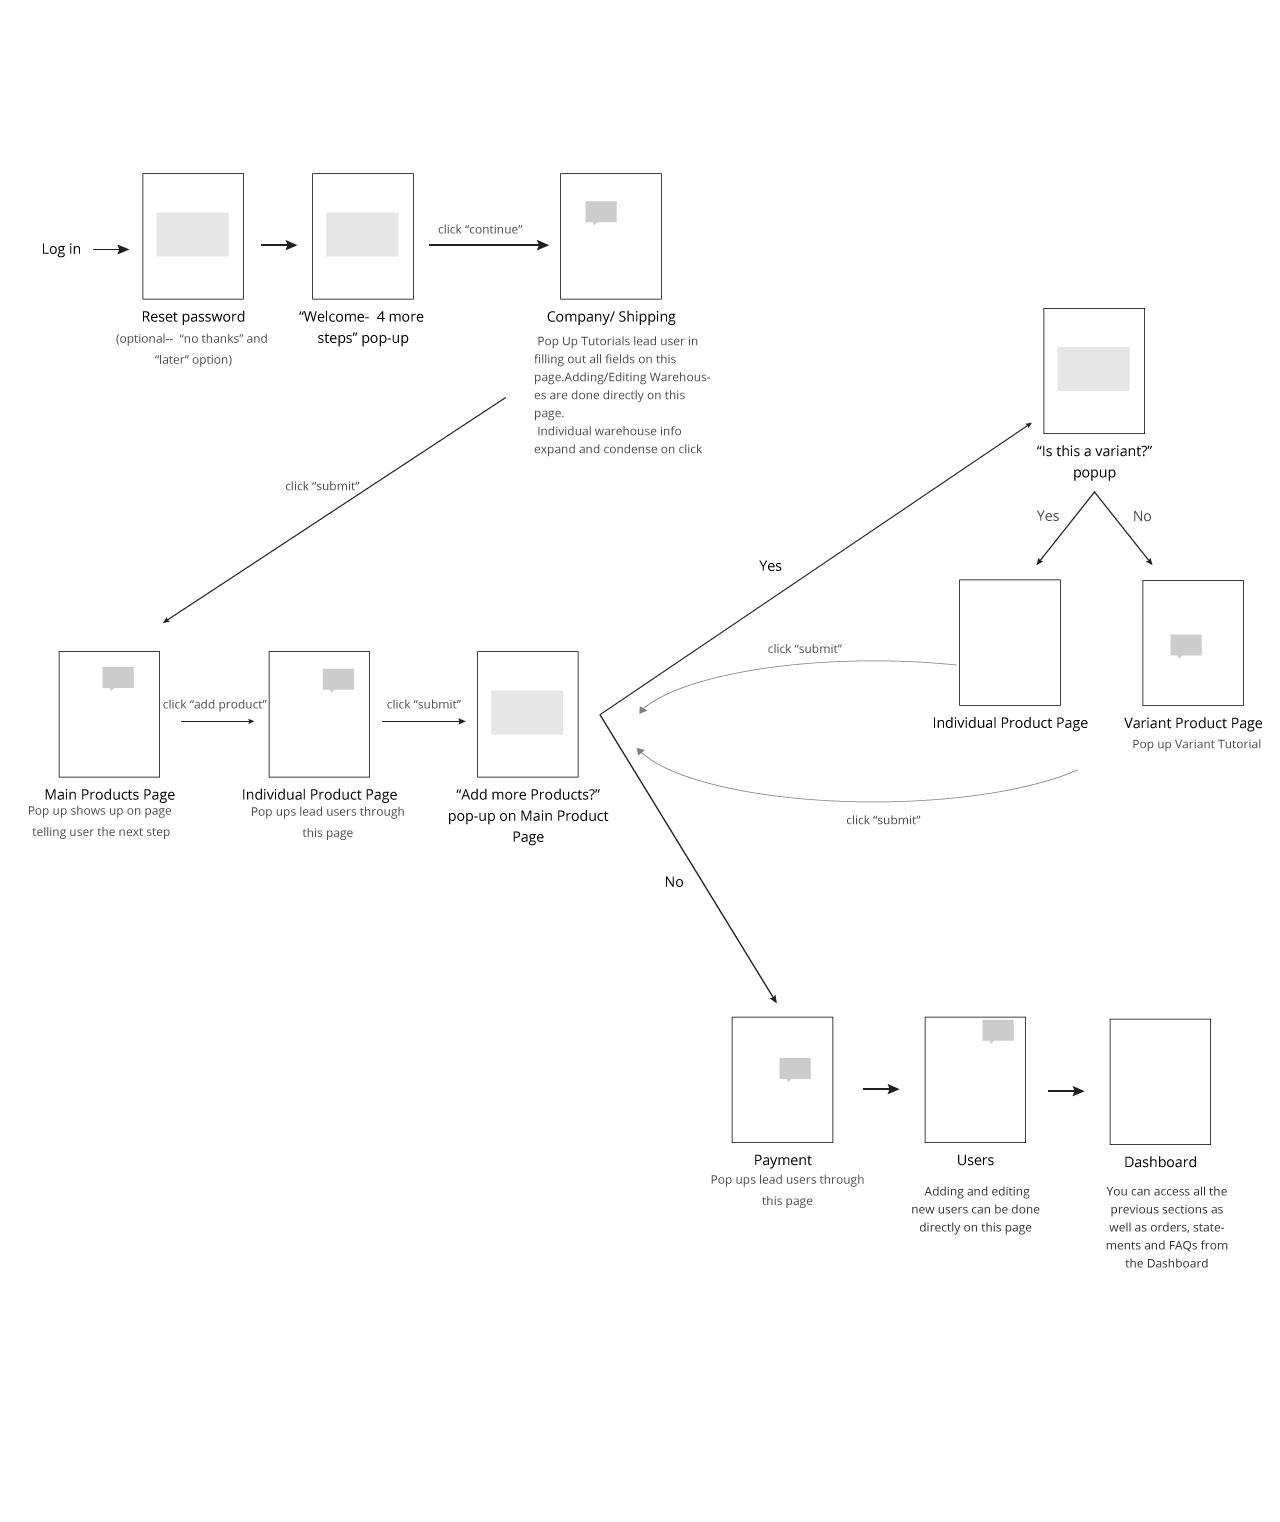 Log in
Reset password
(optional-- “no thanks” and
“later” option)
“Welcome- 4 more
steps” pop-up
click “continue”
Company/ Shipping
Pop Up Tutorials lead user in
filling out all fields on this
page.Adding/Editing Warehous-
es are done directly on this
page.
Individual warehouse info
expand and condense on click
click “submit”
Main Products Page
Pop up shows up on page
telling user the next step
click “add product”
Individual Product Page
Pop ups lead users through
this page
click “submit”
“Add more Products?”
pop-up on Main Product
Page
Yes
“Is this a variant?”
popup
Yes
No
Individual Product Page
Variant Product Page
Pop up Variant Tutorial
click “submit”
click “submit”
No
Payment
Pop ups lead users through
this page
Users
Adding and editing
new users can be done
directly on this page
Dashboard
You can access all the
previous sections as
well as orders, state-
ments and FAQs from
the Dashboard